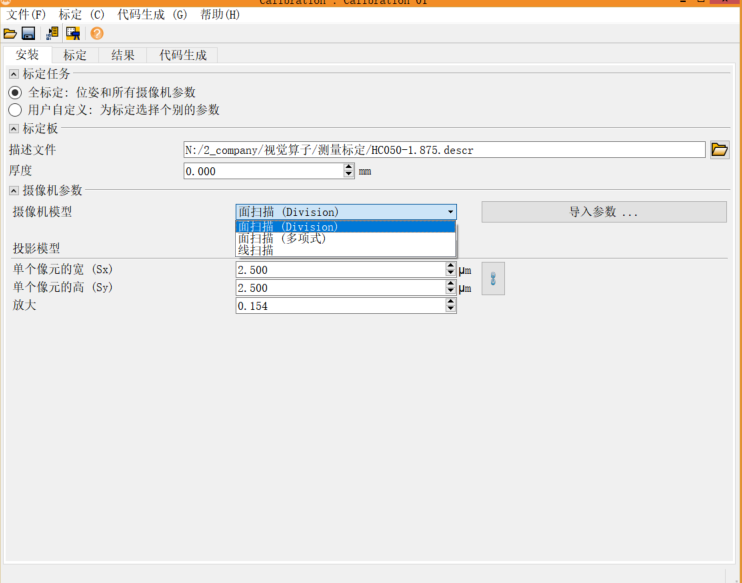 Calibration : Calibration 01
文件(F) 标定 (C) 代码生成 (G) 帮助(H)
安装 标定 结果 代码生成
标定任务
全标定: 位姿和所有摄像机参数
用户自定义: 为标定选择个别的参数
标定板
描述文件 N:/2_company/视觉算子/测量标定/HC050-1.875.descr
厚度 0.000 mm
摄像机参数
摄像机模型 面扫描 (Division) 导入参数 ...
面扫描 (Division)
面扫描 (多项式)
线扫描
投影模型
单个像元的宽 (Sx) 2.500 μm
单个像元的高 (Sy) 2.500 μm
放大 0.154